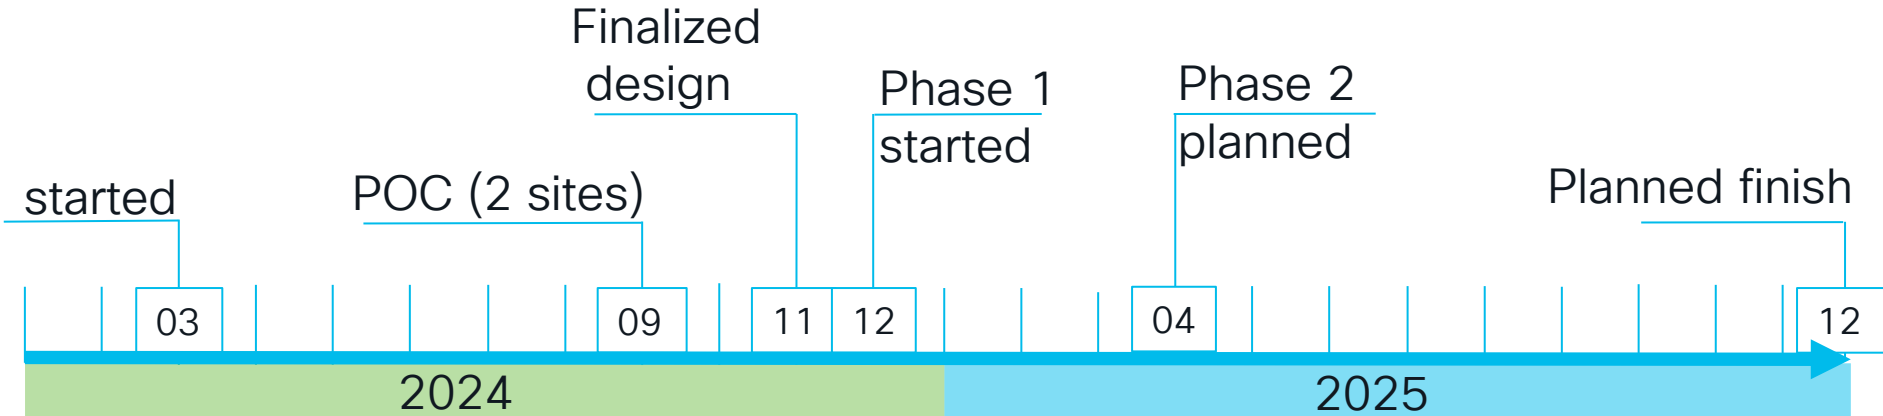 Finalized
design
Phase 1
started
Phase 2
planned
started
POC (2 sites)
Planned finish
03
09
11
12
04
12
2024
2025